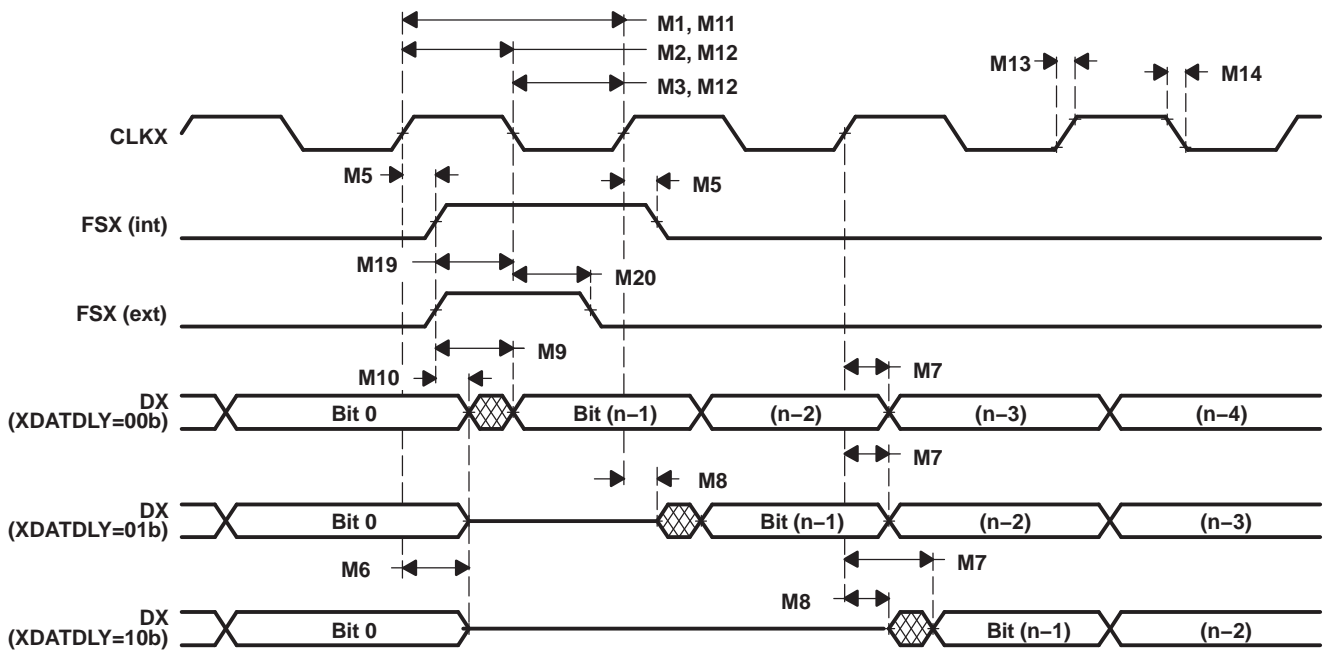 M1, M11
M2, M12
M3, M12
M13
M14
CLKX
M5
M5
FSX (int)
M19
M20
FSX (ext)
M9
M10
M7
DX
(XDATDLY=00b)
Bit 0
Bit (n−1)
(n−2)
(n−3)
(n−4)
M7
M8
DX
(XDATDLY=01b)
Bit 0
Bit (n−1)
(n−2)
(n−3)
M6
M7
M8
DX
(XDATDLY=10b)
Bit 0
Bit (n−1)
(n−2)